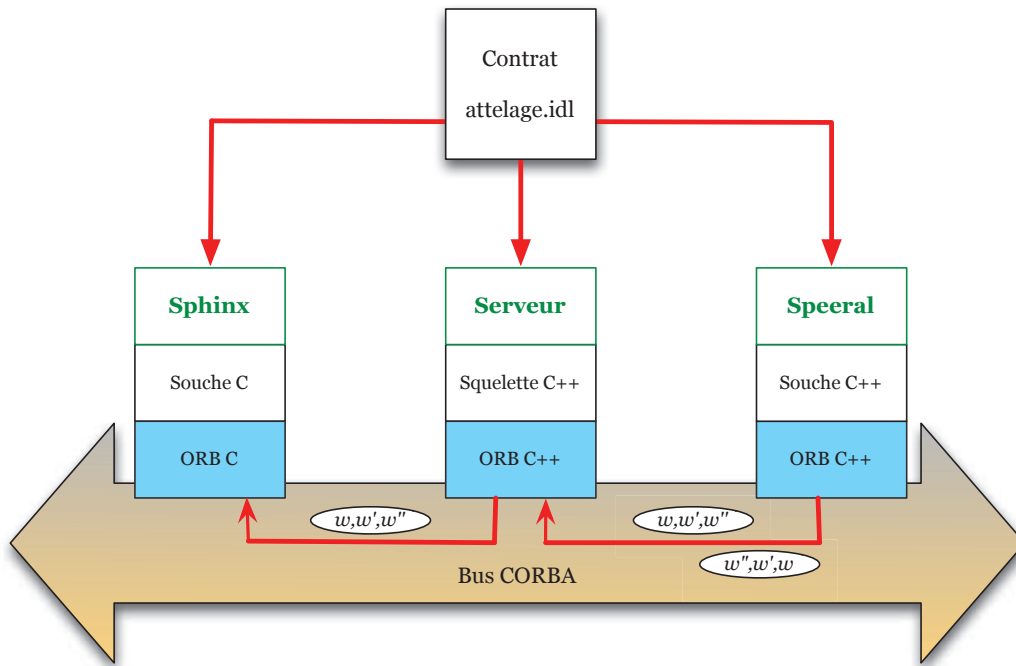 Contrat
attelage.idl
Sphinx
Serveur
Speeral
Souche C
Squelette C++
Souche C++
ORB C
ORB C++
ORB C++
w,w',w''
w,w',w''
w'',w',w
Bus CORBA